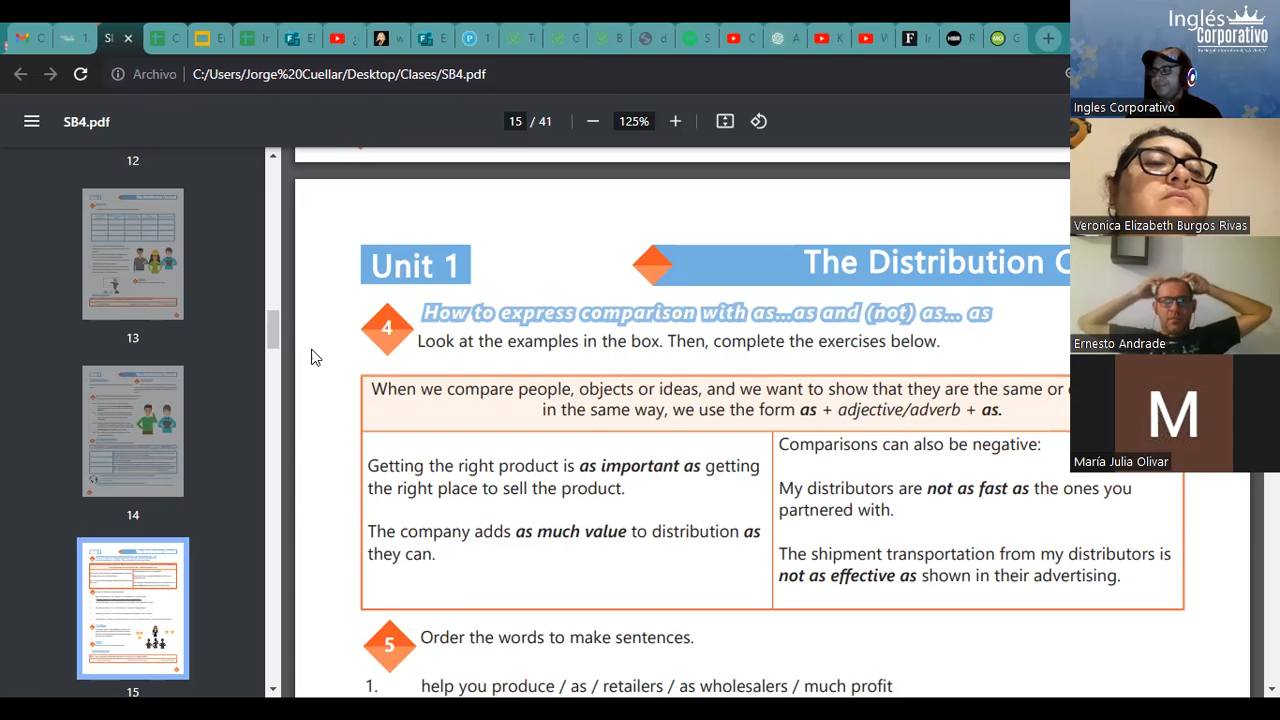 SB4.pdf
Archivo
C:/Users/Jorge%20Cuellar/Desktop/Clases/SB4.pdf
SB4.pdf
15 / 41
125%
12
13
14
15
Unit 1
The Distribution C
4
How to express comparison with as...as and (not) as... as
Look at the examples in the box. Then, complete the exercises below.
When we compare people, objects or ideas, and we want to show that they are the same or
in the same way, we use the form as + adjective/adverb + as.
Getting the right product is as important as getting
the right place to sell the product.
The company adds as much value to distribution as
they can.
Comparisons can also be negative:
My distributors are not as fast as the ones you
partnered with.
The shipment transportation from my distributors is
not as effective as shown in their advertising.
5
Order the words to make sentences.
1. help you produce / as / retailers / as wholesalers / much profit
Inglés
Corporativo
Ingles Corporativo
Veronica Elizabeth Burgos Rivas
Ernesto Andrade
M
María Julia Olivar